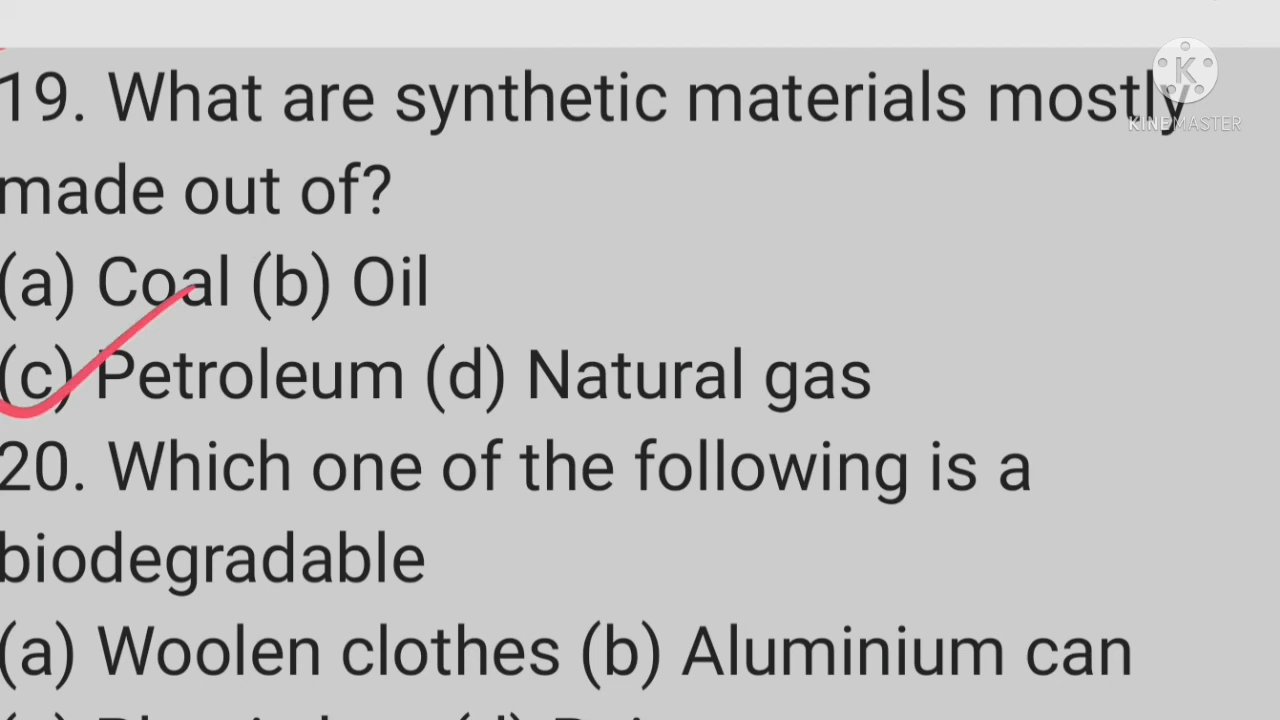 19. What are synthetic materials mostly
made out of?
(a) Coal (b) Oil
(c) Petroleum (d) Natural gas
20. Which one of the following is a
biodegradable
(a) Woolen clothes (b) Aluminium can
KINEMASTER